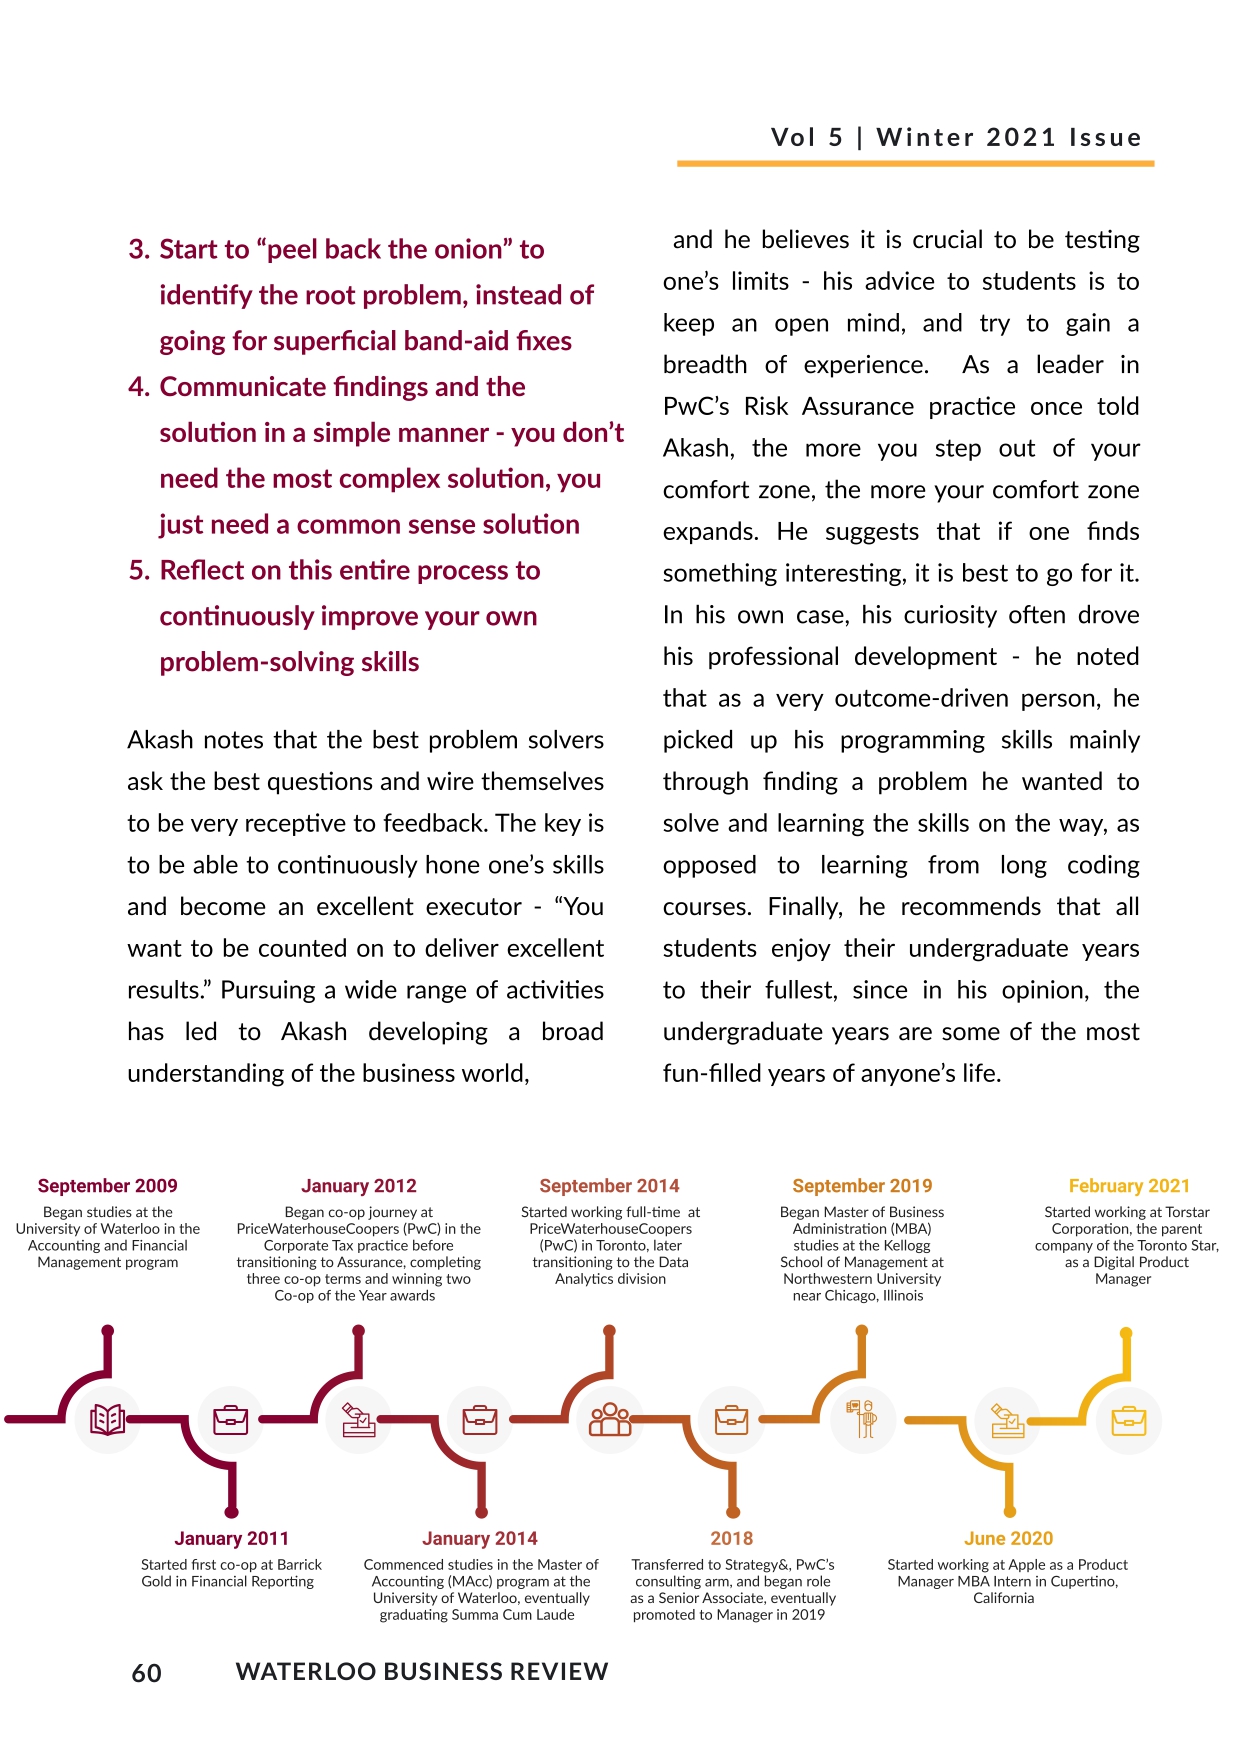 Vol 5 | Winter 2021 Issue
3. Start to “peel back the onion” to
identify the root problem, instead of
going for superficial band-aid fixes
4. Communicate findings and the
solution in a simple manner - you don’t
need the most complex solution, you
just need a common sense solution
5. Reflect on this entire process to
continuously improve your own
problem-solving skills
Akash notes that the best problem solvers
ask the best questions and wire themselves
to be very receptive to feedback. The key is
to be able to continuously hone one’s skills
and become an excellent executor - “You
want to be counted on to deliver excellent
results.” Pursuing a wide range of activities
has led to Akash developing a broad
understanding of the business world,
and he believes it is crucial to be testing
one’s limits - his advice to students is to
keep an open mind, and try to gain a
breadth of experience. As a leader in
PwC’s Risk Assurance practice once told
Akash, the more you step out of your
comfort zone, the more your comfort zone
expands. He suggests that if one finds
something interesting, it is best to go for it.
In his own case, his curiosity often drove
his professional development - he noted
that as a very outcome-driven person, he
picked up his programming skills mainly
through finding a problem he wanted to
solve and learning the skills on the way, as
opposed to learning from long coding
courses. Finally, he recommends that all
students enjoy their undergraduate years
to their fullest, since in his opinion, the
undergraduate years are some of the most
fun-filled years of anyone’s life.
September 2009
Began studies at the
University of Waterloo in the
Accounting and Financial
Management program
January 2012
Began co-op journey at
PriceWaterhouseCoopers (PwC) in the
Corporate Tax practice before
transitioning to Assurance, completing
three co-op terms and winning two
Co-op of the Year awards
September 2014
Started working full-time at
PriceWaterhouseCoopers
(PwC) in Toronto, later
transitioning to the Data
Analytics division
September 2019
Began Master of Business
Administration (MBA)
studies at the Kellogg
School of Management at
Northwestern University
near Chicago, Illinois
February 2021
Started working at Torstar
Corporation, the parent
company of the Toronto Star,
as a Digital Product
Manager
January 2011
Started first co-op at Barrick
Gold in Financial Reporting
January 2014
Commenced studies in the Master of
Accounting (MAcc) program at the
University of Waterloo, eventually
graduating Summa Cum Laude
2018
Transferred to Strategy&, PwC’s
consulting arm, and began role
as a Senior Associate, eventually
promoted to Manager in 2019
June 2020
Started working at Apple as a Product
Manager MBA Intern in Cupertino,
California
60 WATERLOO BUSINESS REVIEW